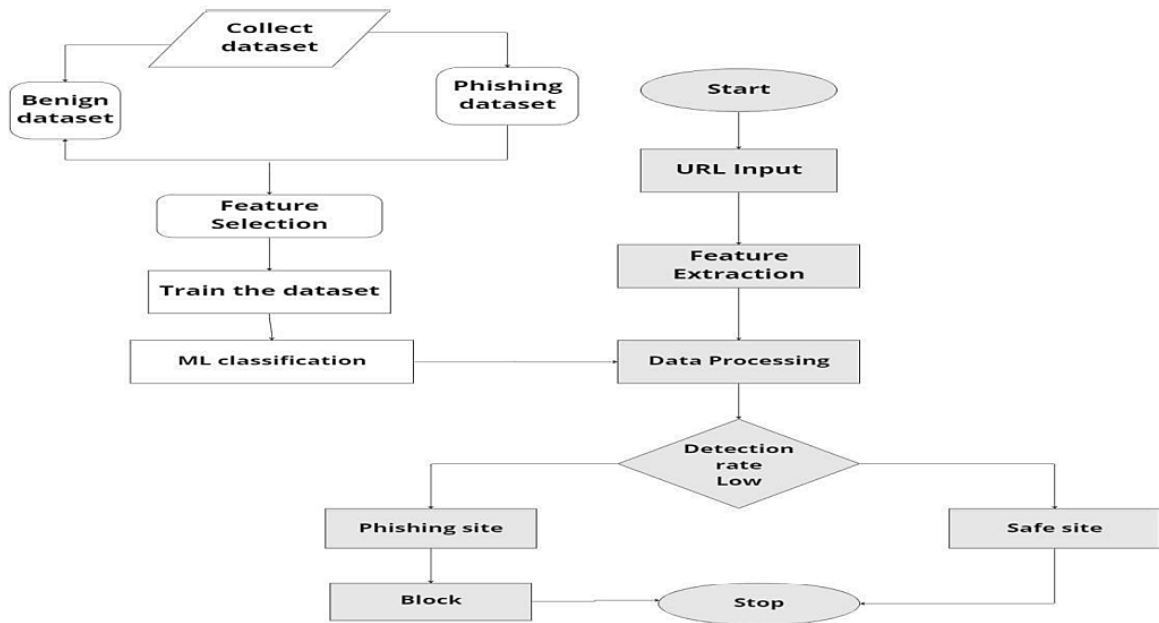 Collect
dataset
Benign
dataset
Phishing
dataset
Feature
Selection
Train the dataset
ML classification
Start
URL Input
Feature
Extraction
Data Processing
Detection
rate
Low
Phishing site
Safe site
Block
Stop